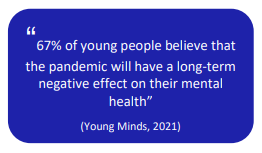 “
67% of young people believe that
the pandemic will have a long-term
negative effect on their mental
health”
(Young Minds, 2021)